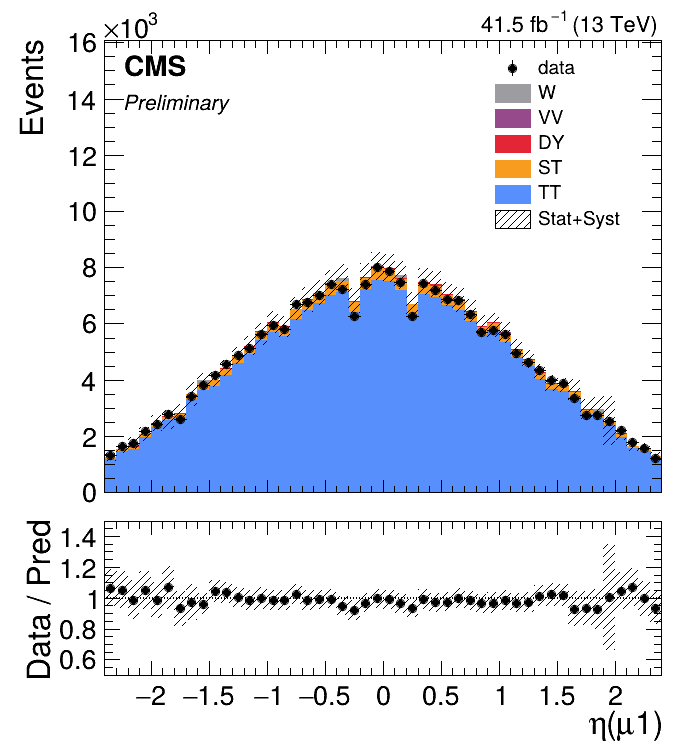 ×10³
41.5 fb⁻¹ (13 TeV)
Events
16
14
12
10
8
6
4
2
0
CMS
Preliminary
data
W
VV
DY
ST
TT
Stat+Syst
Data / Pred
1.4
1.2
1
0.8
0.6
−2 −1.5 −1 −0.5 0 0.5 1 1.5 2
η(μ1)